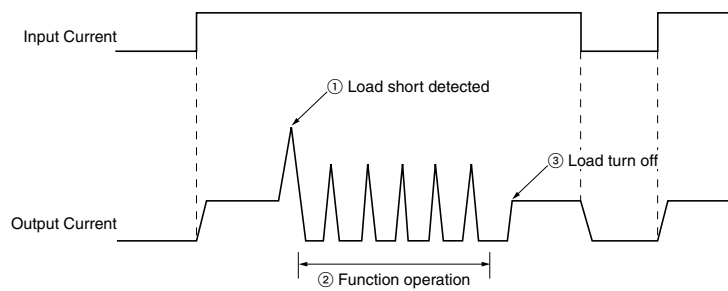 Input Current
① Load short detected
③ Load turn off
Output Current
② Function operation